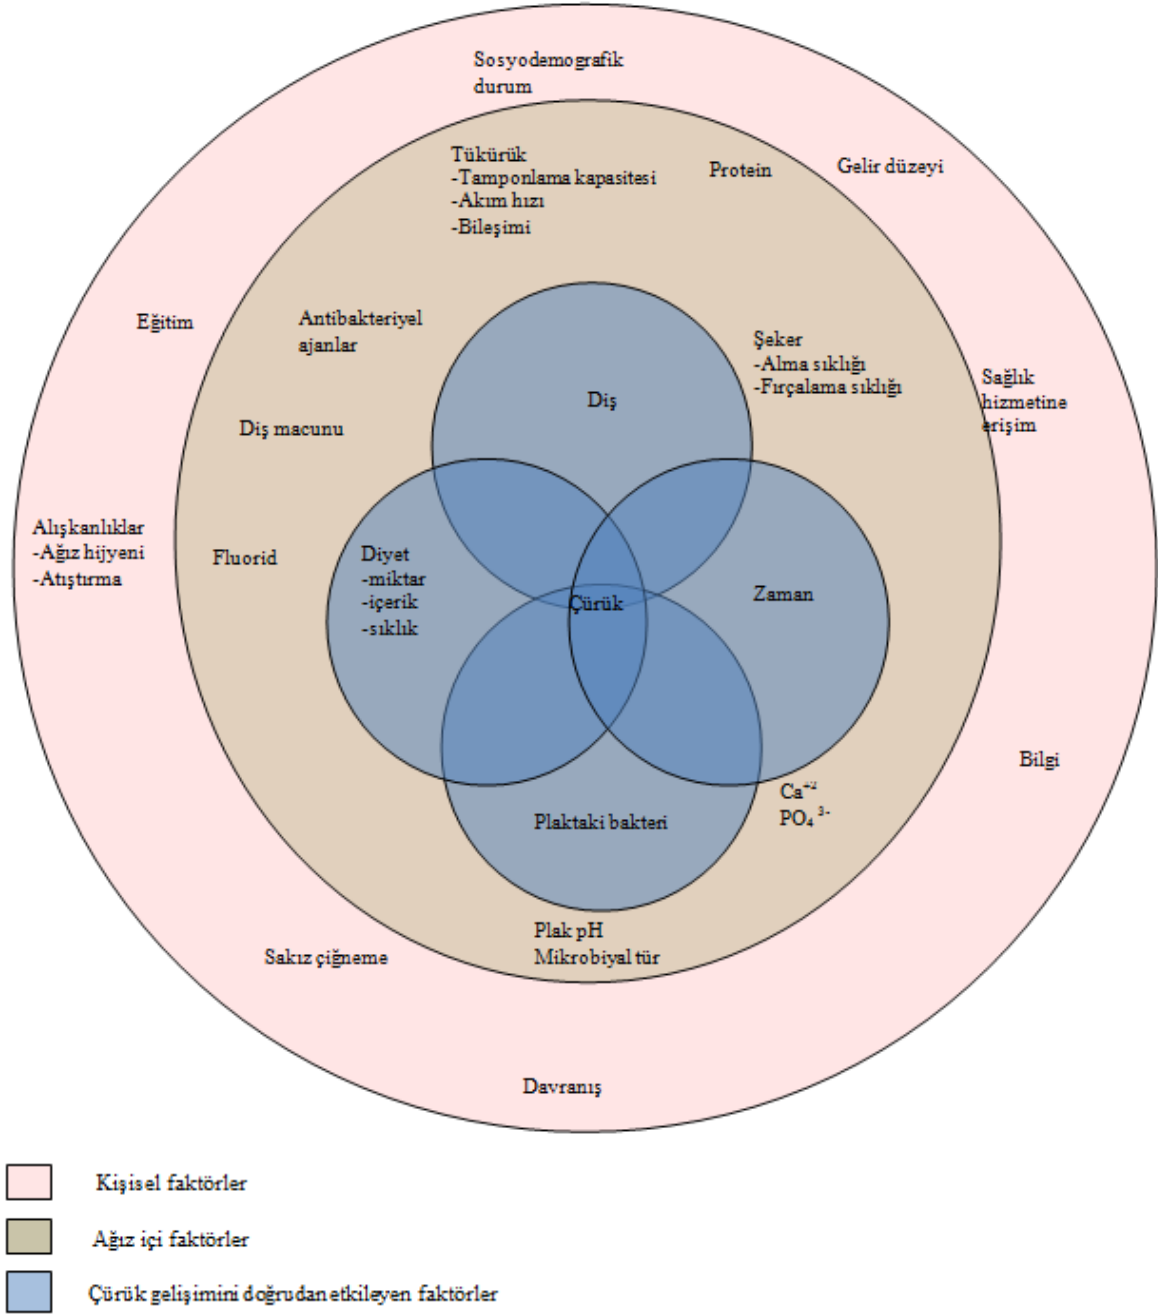 Sosyodemografik
durum
Tükürük
-Tamponlama kapasitesi
-Akım hızı
-Bileşimi
Protein
Gelir düzeyi
Eğitim
Antibakteriyel
ajanlar
Şeker
-Alma sıklığı
-Fırçalama sıklığı
Sağlık
hizmetine
erişim
Diş
Diş macunu
Alışkanlıklar
-Ağız hijyeni
-Atıştırma
Fluorid
Diyet
-miktar
-içerik
-sıklık
Çürük
Zaman
Bilgi
Ca⁺²
PO₄ ³⁻
Plaktaki bakteri
Plak pH
Mikrobiyal tür
Sakız çiğneme
Davranış
Kişisel faktörler
Ağız içi faktörler
Çürük gelişimini doğrudan etkileyen faktörler